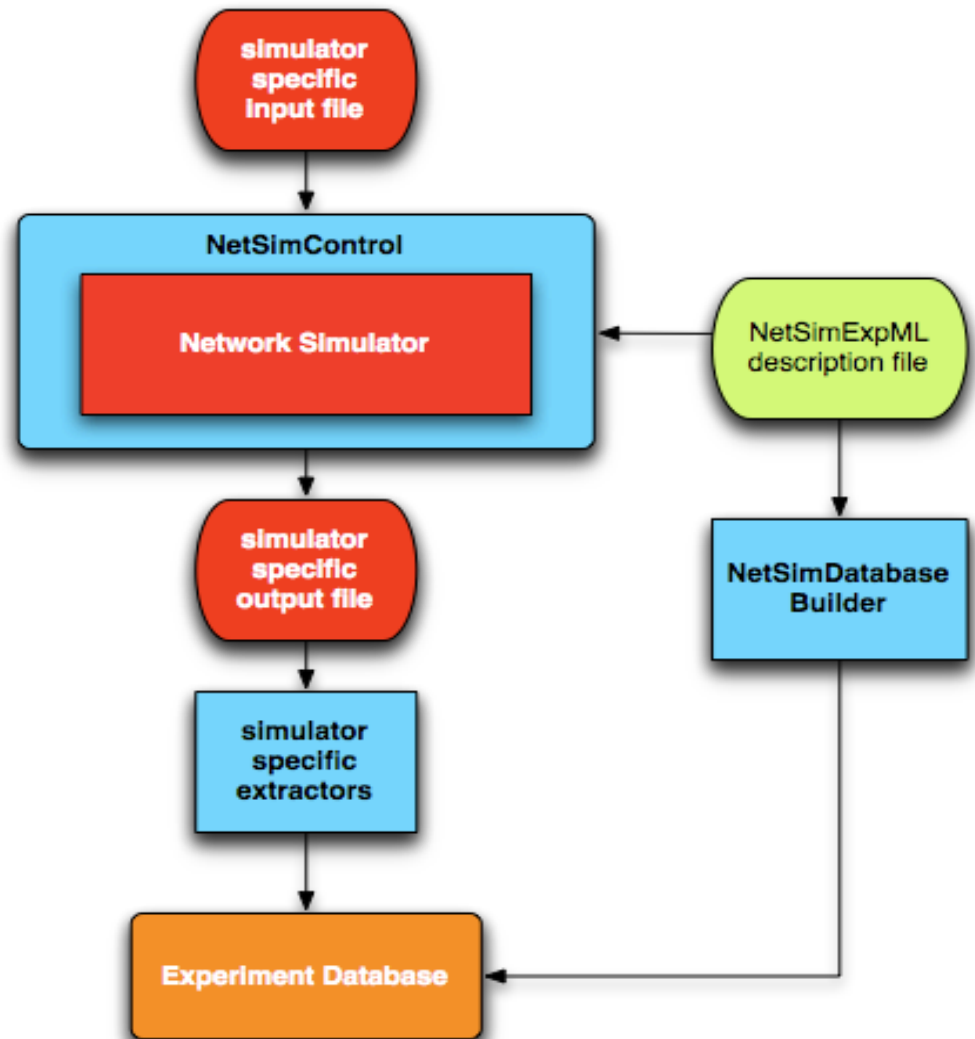 simulator
specific
input file
NetSimControl
Network Simulator
NetSimExpML
description file
simulator
specific
output file
NetSimDatabase
Builder
simulator
specific
extractors
Experiment Database